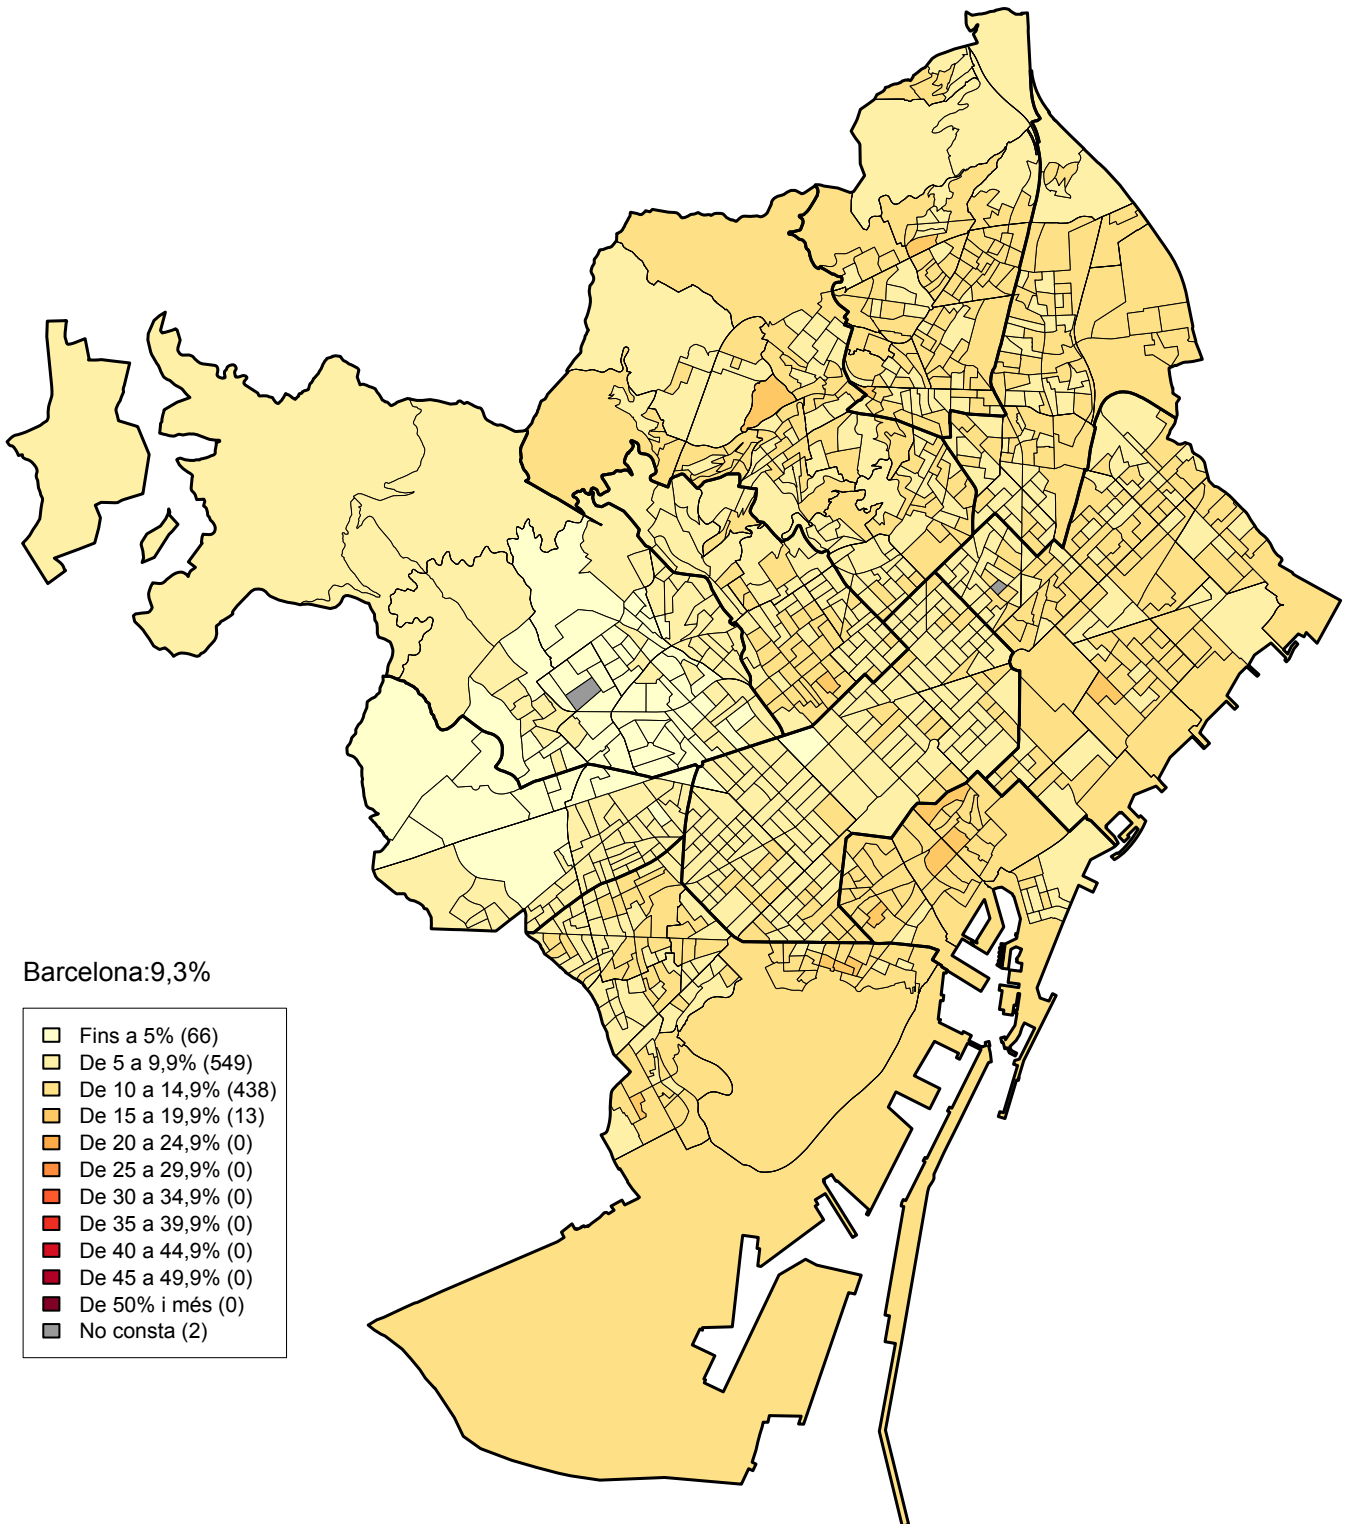 Barcelona:9,3%
Fins a 5% (66)
De 5 a 9,9% (549)
De 10 a 14,9% (438)
De 15 a 19,9% (13)
De 20 a 24,9% (0)
De 25 a 29,9% (0)
De 30 a 34,9% (0)
De 35 a 39,9% (0)
De 40 a 44,9% (0)
De 45 a 49,9% (0)
De 50% i més (0)
No consta (2)